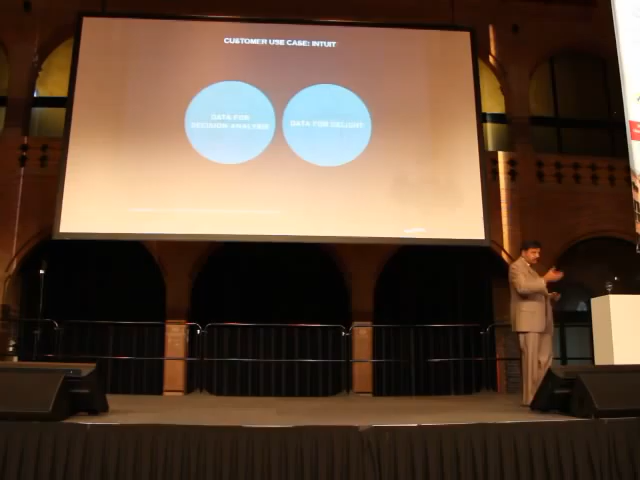 CUSTOMER USE CASE: INTUIT
DATA FOR
DECISION ANALYSIS
DATA FOR DELIGHT